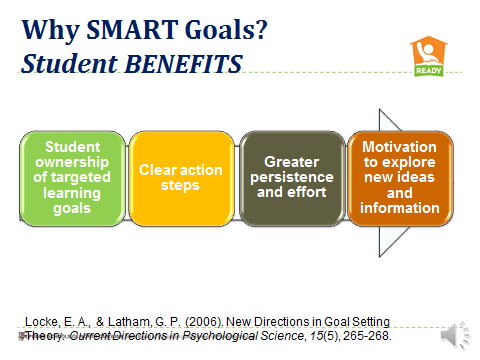 Why SMART Goals?
Student BENEFITS
READY
Student
ownership
of targeted
learning
goals
Clear action
steps
Greater
persistence
and effort
Motivation
to explore
new ideas
and
information
Locke, E. A., & Latham, G. P. (2006). New Directions in Goal Setting
Theory. Current Directions in Psychological Science, 15(5), 265-268.